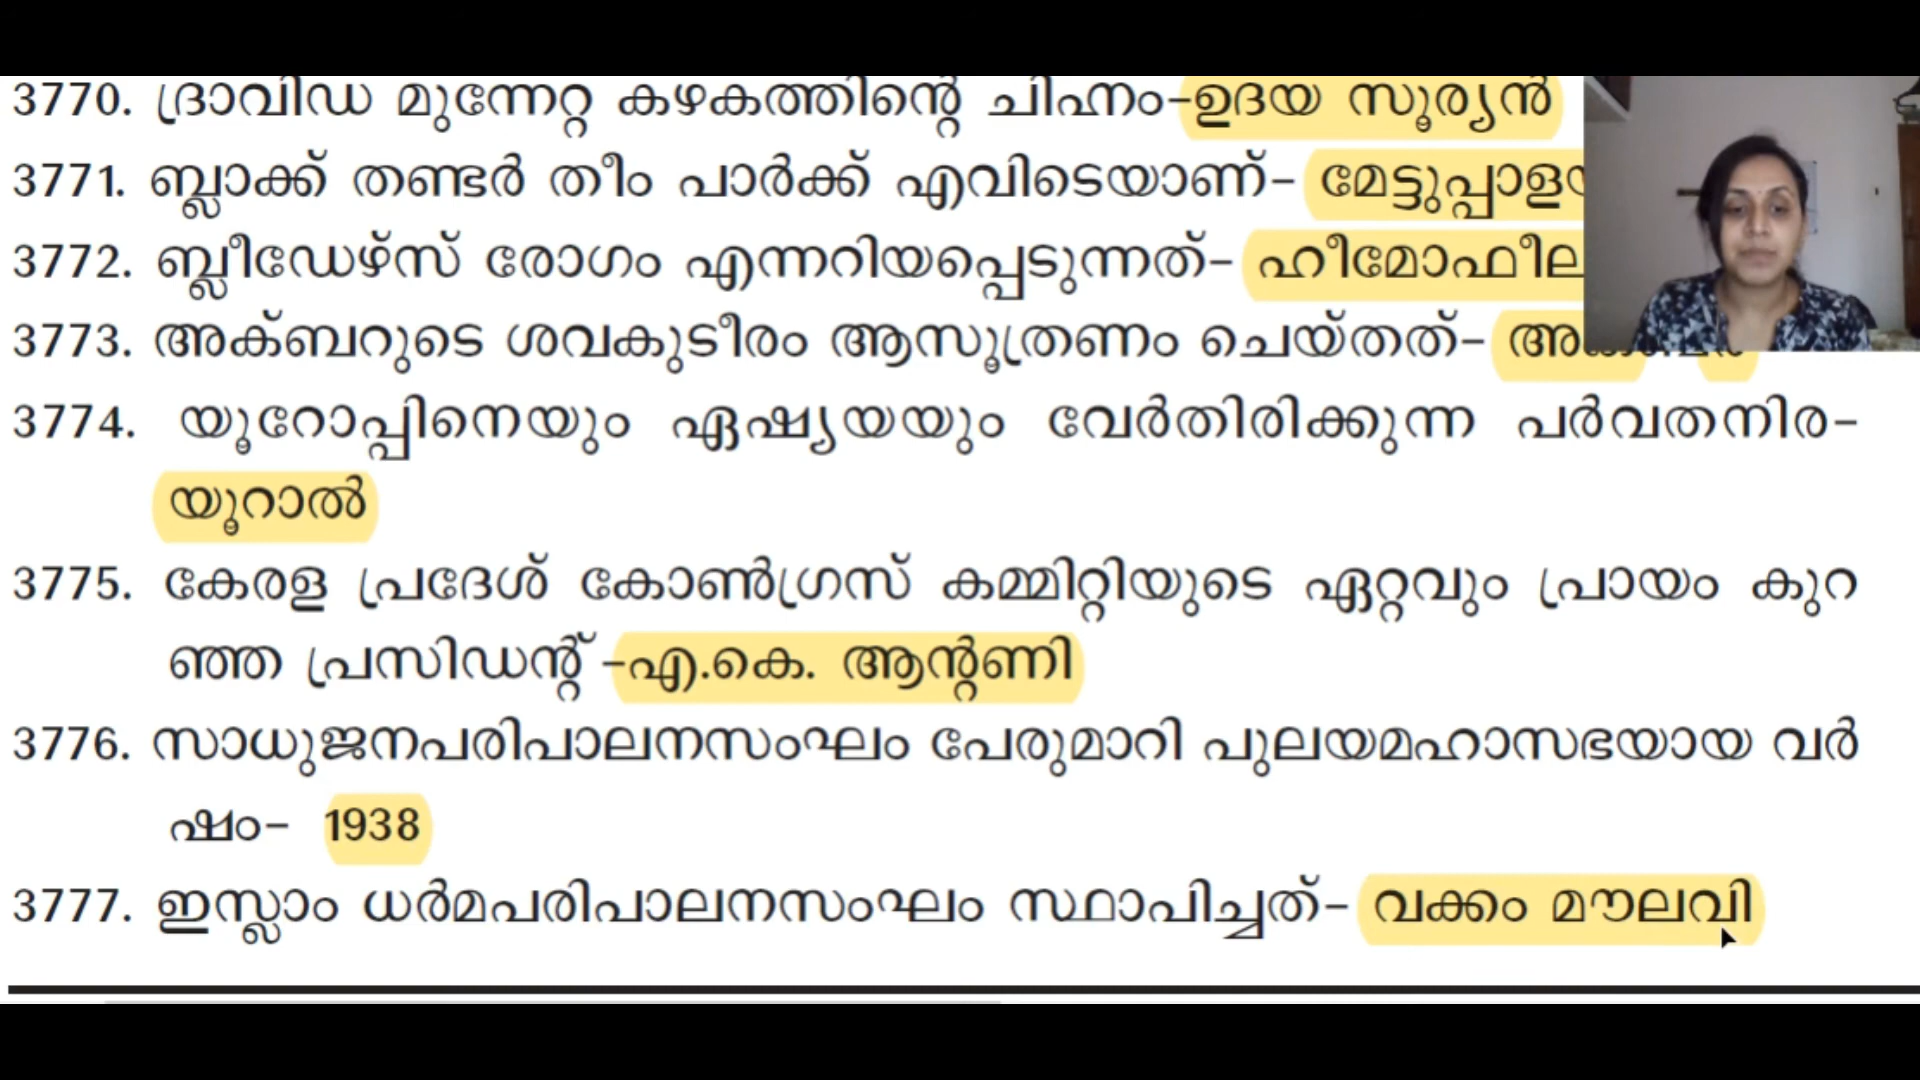 3770. ദ്രാവിഡ മുന്നേറ്റ കഴകത്തിന്റെ ചിഹ്നം-ഉദയ സൂര്യൻ
3771. ബ്ലാക്ക് തണ്ടർ തീം പാർക്ക് എവിടെയാണ്-
3772. ബ്ലീഡേഴ്സ് രോഗം എന്നറിയപ്പെടുന്നത്-
3773. അക്ബറുടെ ശവകുടീരം ആസൂത്രണം ചെയ്തത്-
3774. യൂറോപ്പിനെയും ഏഷ്യയയും വേർതിരിക്കുന്ന പർവതനിര-
യൂറാൽ
3775. കേരള പ്രദേശ് കോൺഗ്രസ് കമ്മിറ്റിയുടെ ഏറ്റവും പ്രായം കുറ
ഞ്ഞ പ്രസിഡന്റ് -എ.കെ. ആന്റണി
3776. സാധുജനപരിപാലനസംഘം പേരുമാറി പുലയമഹാസഭയായ വർ
ഷം- 1938
3777. ഇസ്ലാം ധർമപരിപാലനസംഘം സ്ഥാപിച്ചത്- വക്കം മൗലവി